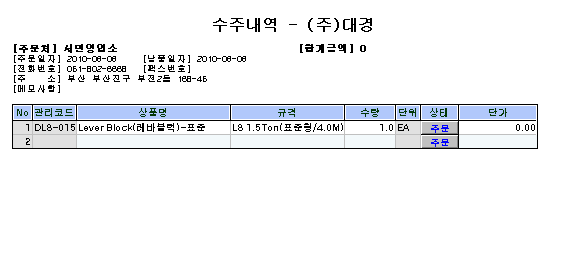 수주내역 - (주)대경
[주문처] 서면영업소 [합계금액] 0
[주문일자] 2010-08-08 [납품일자] 2010-08-08
[전화번호] 051-802-6668 [팩스번호]
[주 소] 부산 부산진구 부전2동 168-46
[메모사항]
No 관리코드 상품명 규격 수량 단위 상태 단가
1 DL8-015 Lever Block(레바블럭)-표준 L8 1.5Ton(표준형/4.0M) 1.0 EA 주문 0.00
2 주문